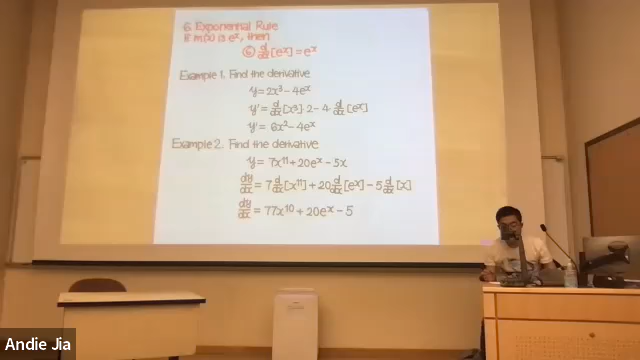 6. Exponential Rule
If m(x) is eˣ, then
⑥ d/dx [eˣ] = eˣ
Example 1. Find the derivative
y = 2x³ − 4eˣ
y' = d/dx [x³] · 2 − 4 · d/dx [eˣ]
y' = 6x² − 4eˣ
Example 2. Find the derivative
y = 7x¹¹ + 20eˣ − 5x
dy/dx = 7 d/dx [x¹¹] + 20 d/dx [eˣ] − 5 d/dx [x]
dy/dx = 77x¹⁰ + 20eˣ − 5
Andie Jia